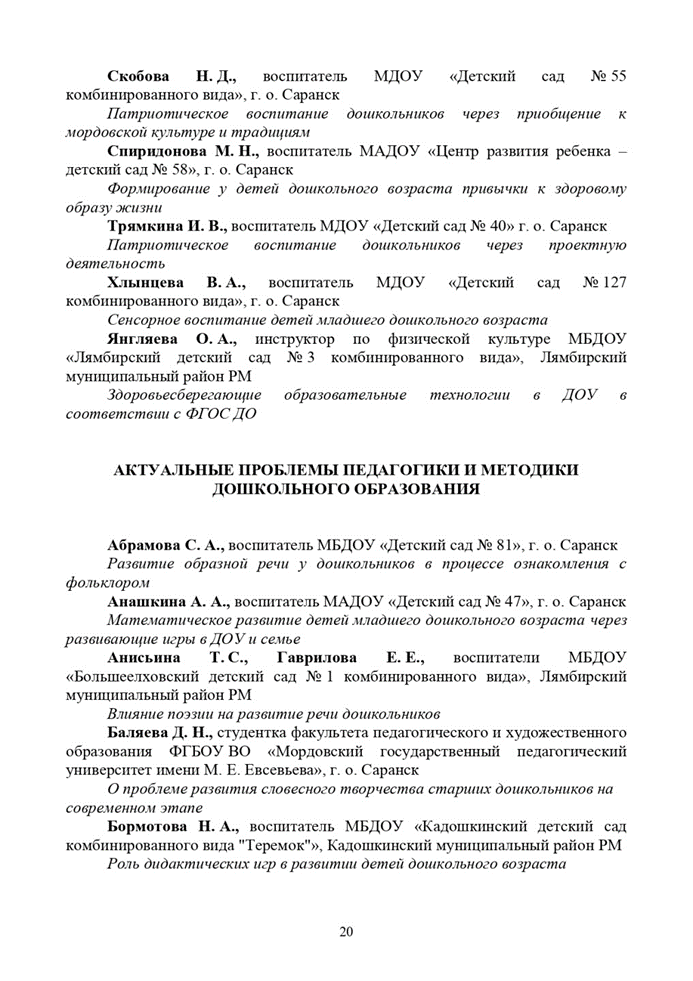 Скобова Н. Д., воспитатель МДОУ «Детский сад № 55
комбинированного вида», г. о. Саранск
Патриотическое воспитание дошкольников через приобщение к
мордовской культуре и традициям
Спиридонова М. Н., воспитатель МАДОУ «Центр развития ребенка –
детский сад № 58», г. о. Саранск
Формирование у детей дошкольного возраста привычки к здоровому
образу жизни
Трямкина И. В., воспитатель МДОУ «Детский сад № 40» г. о. Саранск
Патриотическое воспитание дошкольников через проектную
деятельность
Хлынцева В. А., воспитатель МДОУ «Детский сад № 127
комбинированного вида», г. о. Саранск
Сенсорное воспитание детей младшего дошкольного возраста
Янгляева О. А., инструктор по физической культуре МБДОУ
«Лямбирский детский сад № 3 комбинированного вида», Лямбирский
муниципальный район РМ
Здоровьесберегающие образовательные технологии в ДОУ в
соответствии с ФГОС ДО
АКТУАЛЬНЫЕ ПРОБЛЕМЫ ПЕДАГОГИКИ И МЕТОДИКИ
ДОШКОЛЬНОГО ОБРАЗОВАНИЯ
Абрамова С. А., воспитатель МБДОУ «Детский сад № 81», г. о. Саранск
Развитие образной речи у дошкольников в процессе ознакомления с
фольклором
Анашкина А. А., воспитатель МАДОУ «Детский сад № 47», г. о. Саранск
Математическое развитие детей младшего дошкольного возраста через
развивающие игры в ДОУ и семье
Анисьина Т. С., Гаврилова Е. Е., воспитатели МБДОУ
«Большеелховский детский сад № 1 комбинированного вида», Лямбирский
муниципальный район РМ
Влияние поэзии на развитие речи дошкольников
Баляева Д. Н., студентка факультета педагогического и художественного
образования ФГБОУ ВО «Мордовский государственный педагогический
университет имени М. Е. Евсевьева», г. о. Саранск
О проблеме развития словесного творчества старших дошкольников на
современном этапе
Бормотова Н. А., воспитатель МБДОУ «Кадошкинский детский сад
комбинированного вида "Теремок"», Кадошкинский муниципальный район РМ
Роль дидактических игр в развитии детей дошкольного возраста
20